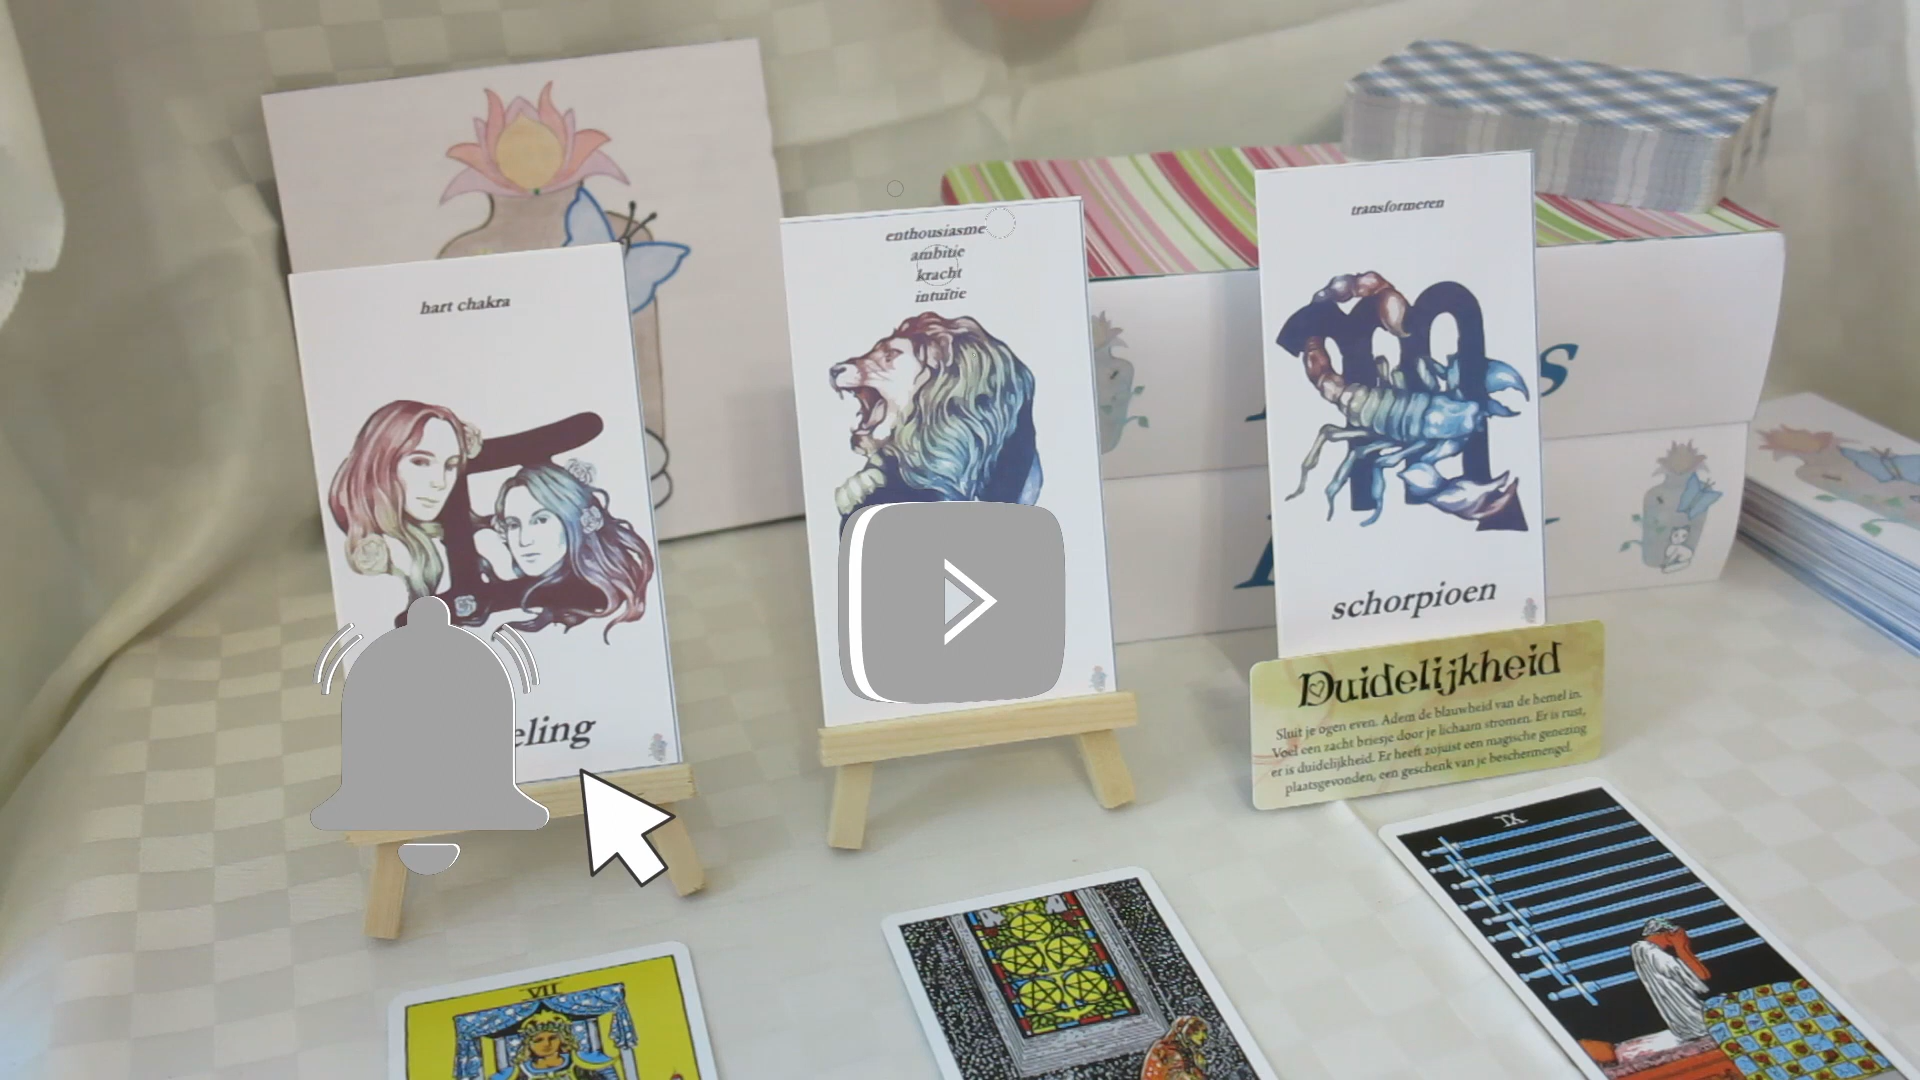 hart chakra
eling
enthousiasme
ambitie
kracht
intuïtie
transformeren
schorpioen
s
Duidelijkheid
Sluit je ogen even. Adem de blauwheid van de hemel in.
Voel een zacht briesje door je lichaam stromen. Er is rust,
er is duidelijkheid. Er heeft zojuist een magische genezing
plaatsgevonden, een geschenk van je beschermengel.
VII
IX